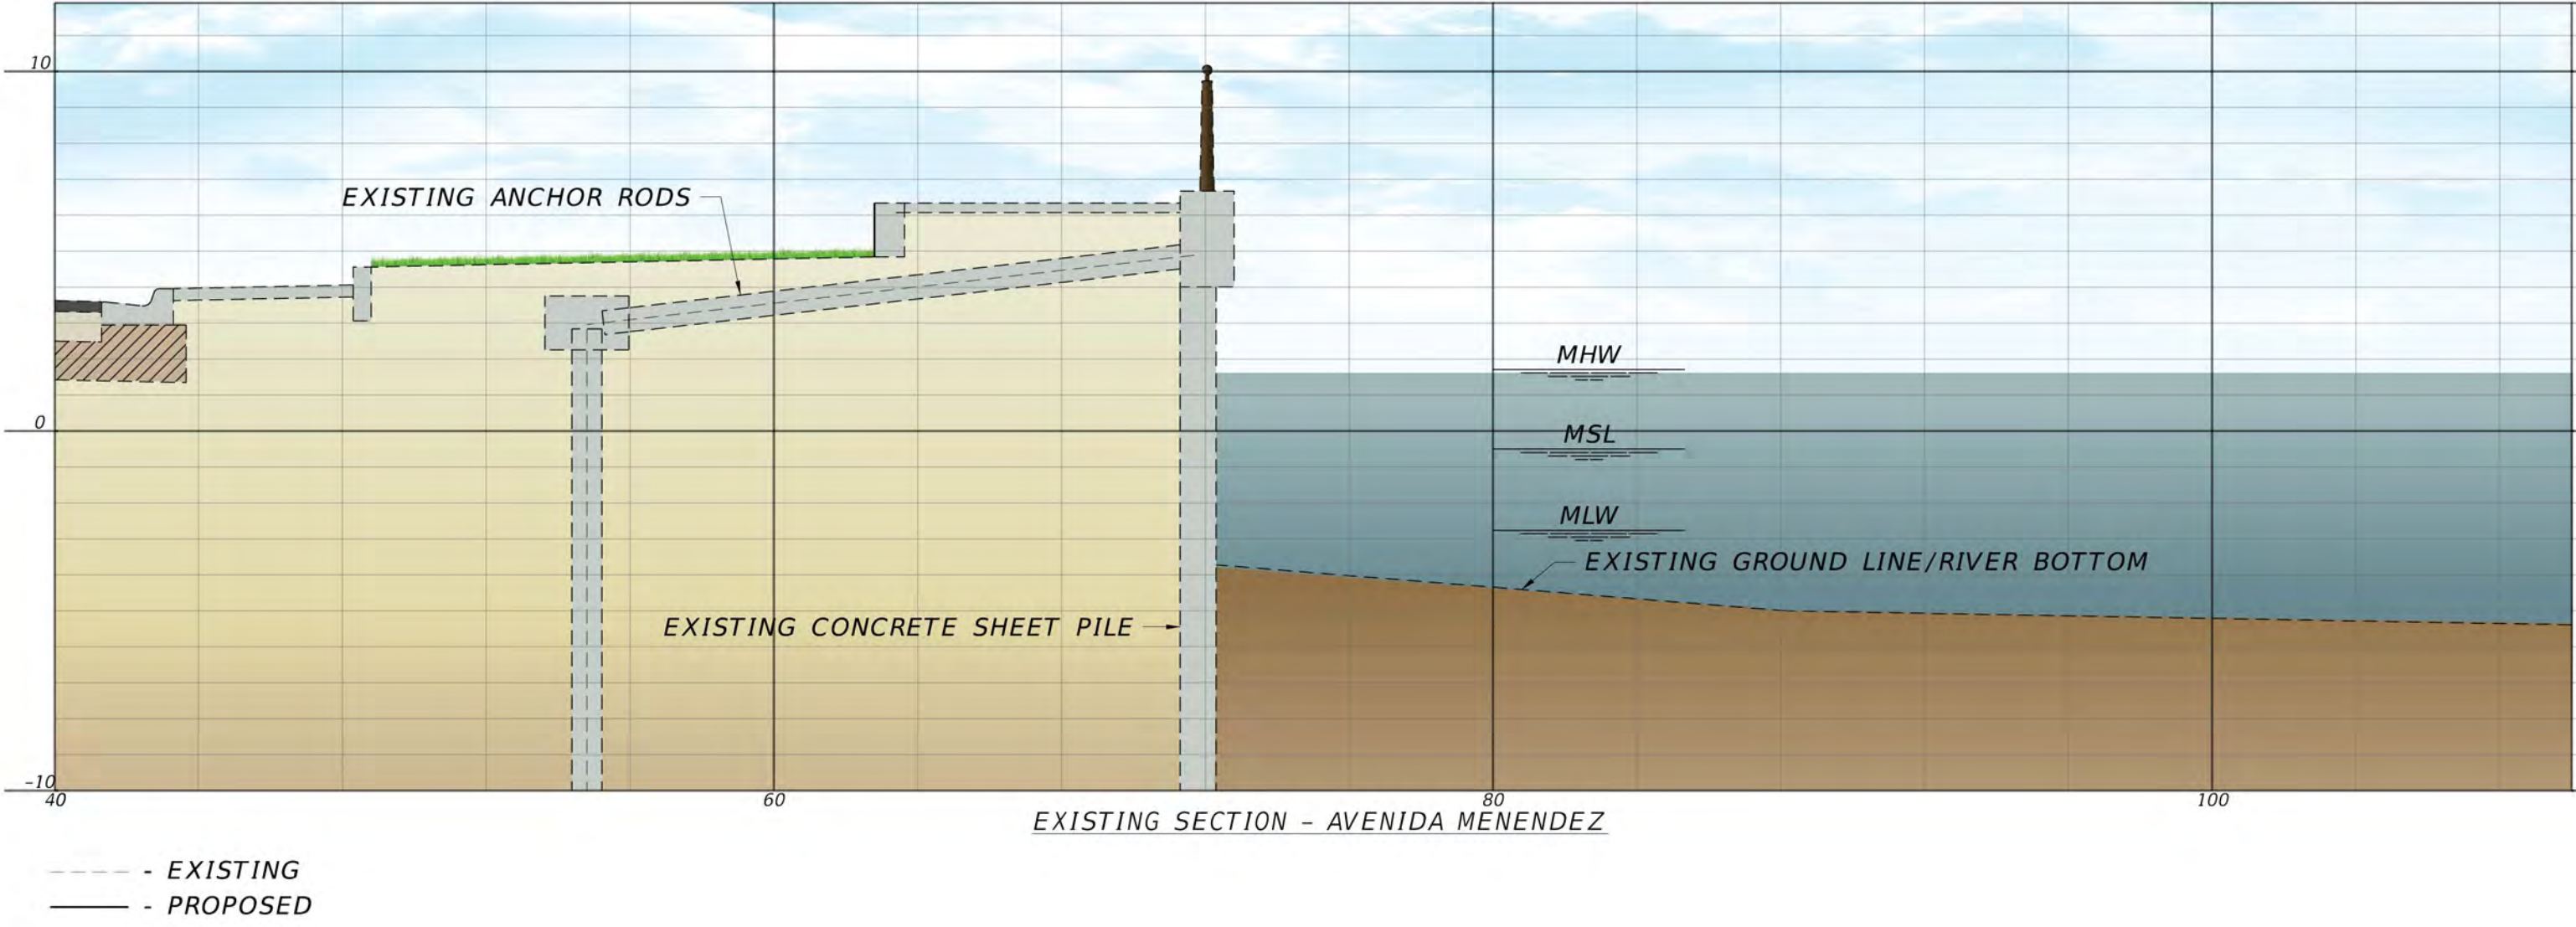 10
EXISTING ANCHOR RODS
MHW
0
MSL
MLW
EXISTING GROUND LINE/RIVER BOTTOM
EXISTING CONCRETE SHEET PILE
-10
40 60 80 100
EXISTING SECTION - AVENIDA MENENDEZ
- EXISTING
- PROPOSED